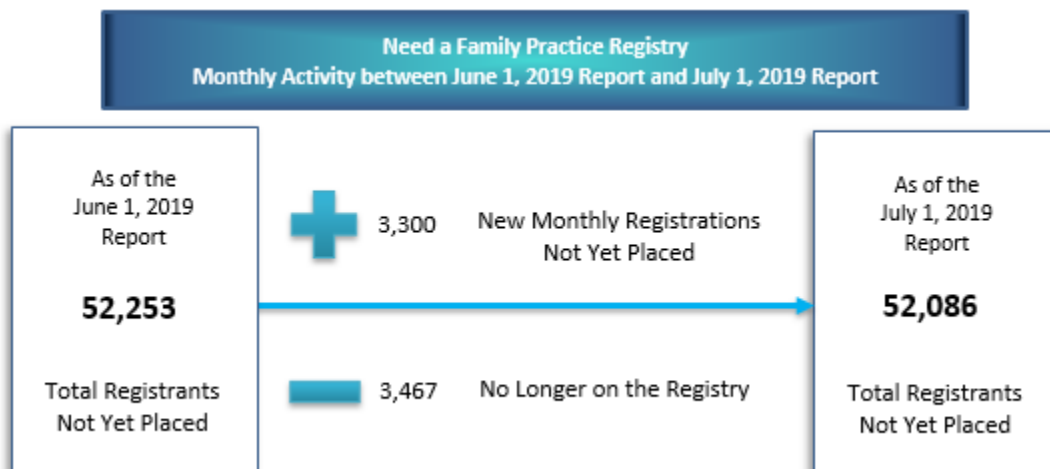 Need a Family Practice Registry
Monthly Activity between June 1, 2019 Report and July 1, 2019 Report
As of the
June 1, 2019
Report
52,253
Total Registrants
Not Yet Placed
3,300 New Monthly Registrations
Not Yet Placed
3,467 No Longer on the Registry
As of the
July 1, 2019
Report
52,086
Total Registrants
Not Yet Placed